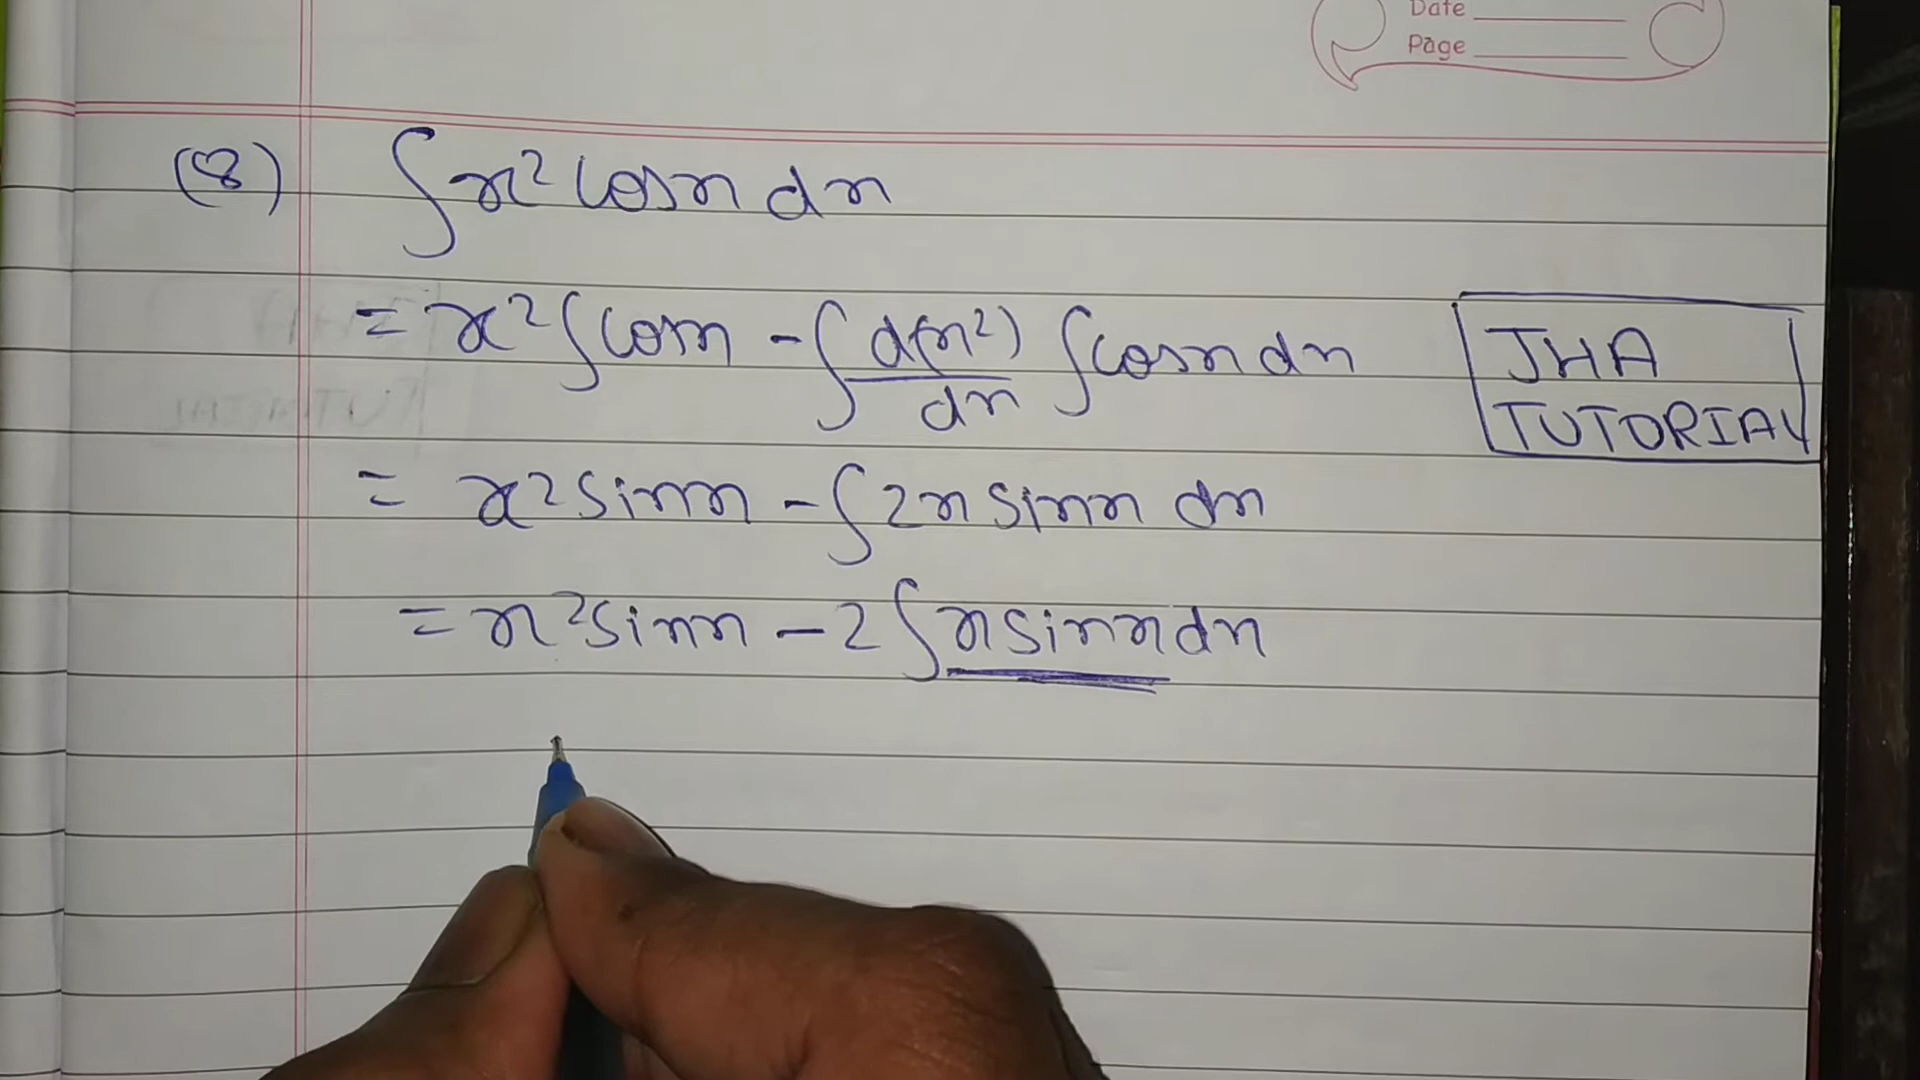 Date
Page
(8) ∫x² cosx dx
= x²∫cosx - ∫d(x²)/dx ∫cosx dx
JHA
TUTORIAL
= x² sinx - ∫2x sinx dx
= x² sinx - 2∫x sinx dx